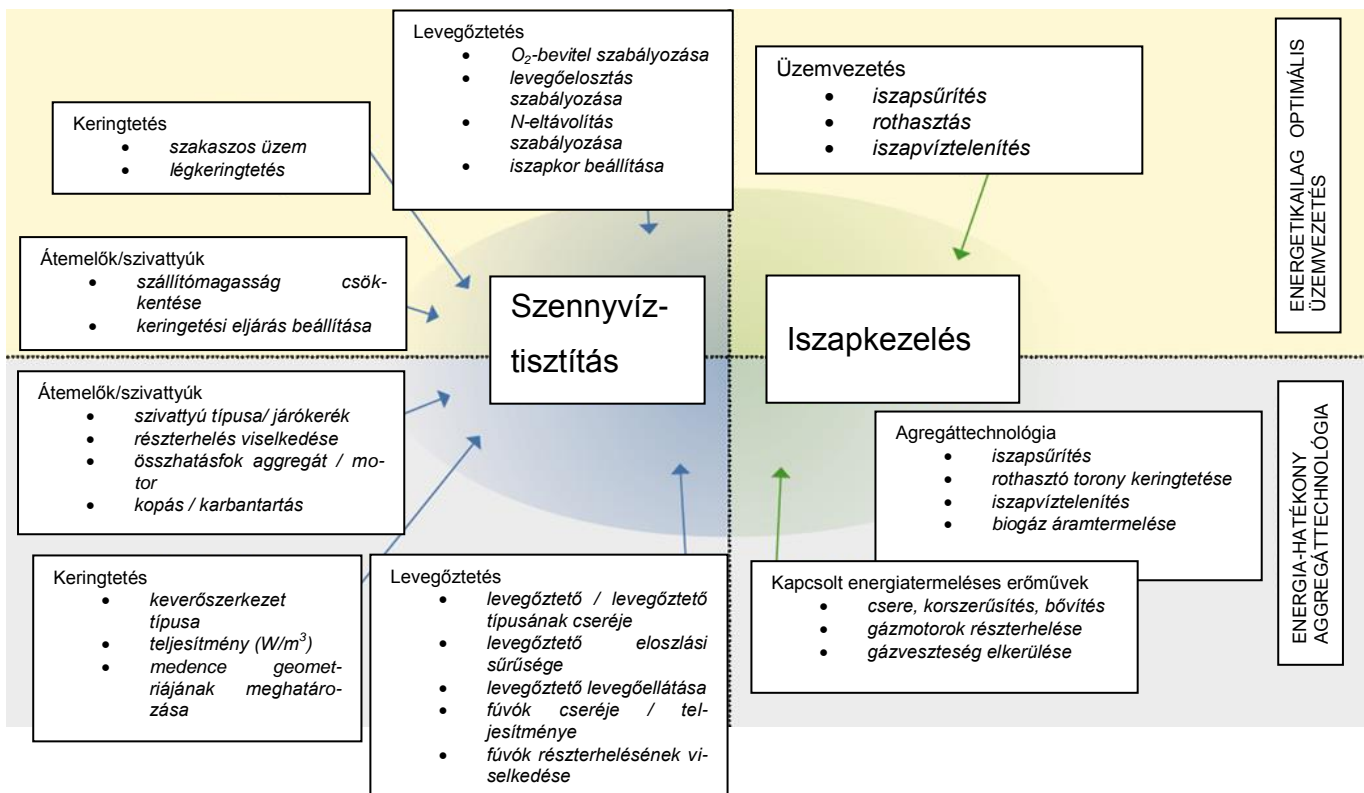 Levegőztetés
• O₂-bevitel szabályozása
• levegőelosztás
szabályozása
• N-eltávolítás
szabályozása
• iszapkor beállítása
Üzemvezetés
• iszapsűrítés
• rothasztás
• iszapvíztelenítés
ENERGETIKAILAG OPTIMÁLIS
ÜZEMVEZETÉS
Keringtetés
• szakaszos üzem
• légkeringtetés
Átemelők/szivattyúk
• szállítómagasság csök-
kentése
• keringetési eljárás beállítása
Szennyvíz-
tisztítás
Iszapkezelés
Átemelők/szivattyúk
• szivattyú típusa/ járókerék
• részterhelés viselkedése
• összhatásfok aggregát / mo-
tor
• kopás / karbantartás
Agregáttechnológia
• iszapsűrítés
• rothasztó torony keringtetése
• iszapvíztelenítés
• biogáz áramtermelése
ENERGIA-HATÉKONY
AGGREGÁTTECHNOLÓGIA
Keringtetés
• keverőszerkezet
típusa
• teljesítmény (W/m³)
• medence geomet-
riájának meghatáro-
zása
Levegőztetés
• levegőztető / levegőztető
típusának cseréje
• levegőztető eloszlási
sűrűsége
• levegőztető levegőellátása
• fúvók cseréje / tel-
jesítménye
• fúvók részterhelésének vi-
selkedése
Kapcsolt energiatermeléses erőművek
• csere, korszerűsítés, bővítés
• gázmotorok részterhelése
• gázveszteség elkerülése